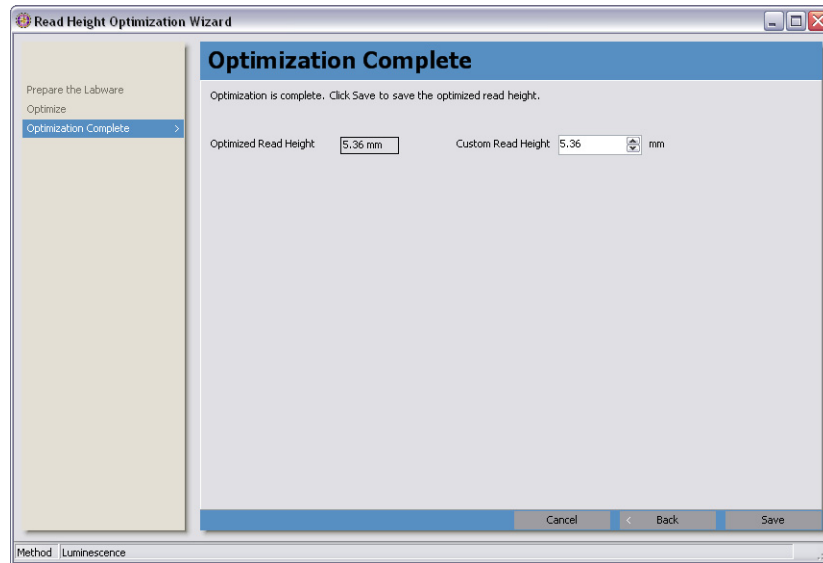 Read Height Optimization Wizard
Optimization Complete
Prepare the Labware
Optimize
Optimization Complete >
Optimization is complete. Click Save to save the optimized read height.
Optimized Read Height 5.36 mm Custom Read Height 5.36 mm
Cancel < Back Save
Method Luminescence